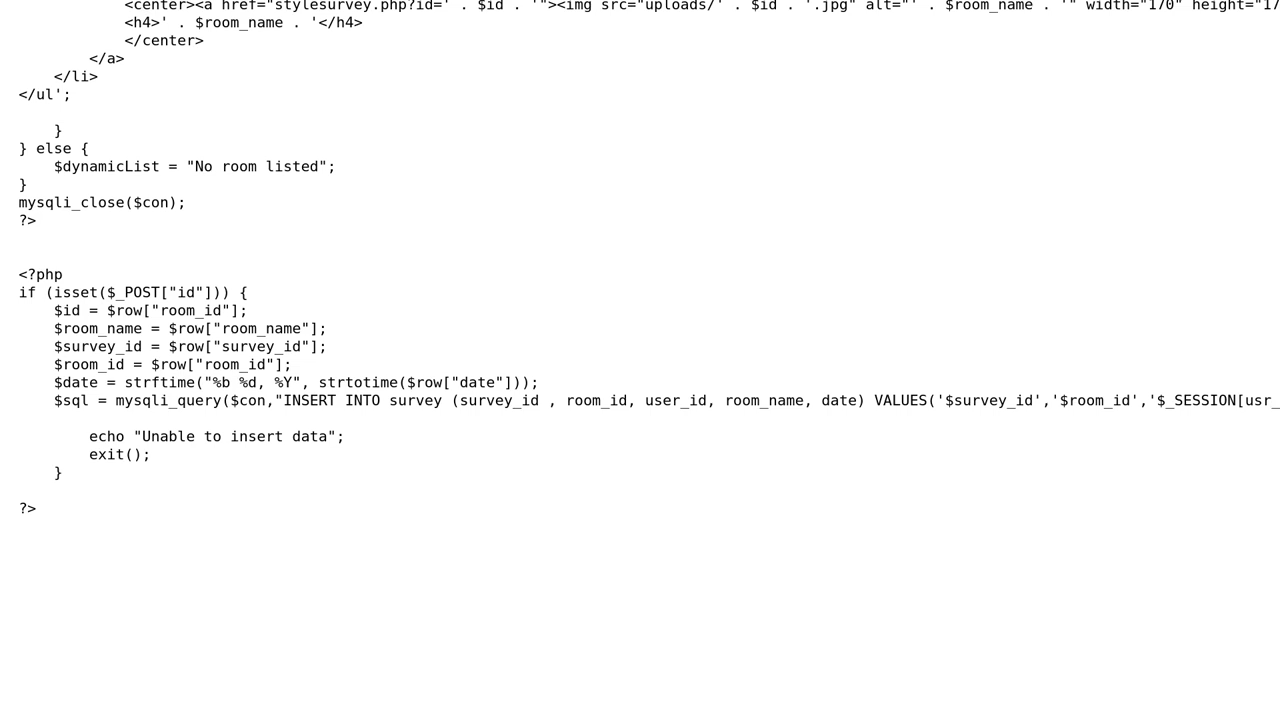 <center><a href="stylesurvey.php?id=' . $id . '"><img src="uploads/' . $id . '.jpg" alt="' . $room_name . '" width="170" height="17
<h4>' . $room_name . '</h4>
</center>
</a>
</li>
</ul';
}
} else {
$dynamicList = "No room listed";
}
mysqli_close($con);
?>
<?php
if (isset($_POST["id"])) {
$id = $row["room_id"];
$room_name = $row["room_name"];
$survey_id = $row["survey_id"];
$room_id = $row["room_id"];
$date = strftime("%b %d, %Y", strtotime($row["date"]));
$sql = mysqli_query($con,"INSERT INTO survey (survey_id , room_id, user_id, room_name, date) VALUES('$survey_id','$room_id','$_SESSION[usr_
echo "Unable to insert data";
exit();
}
?>